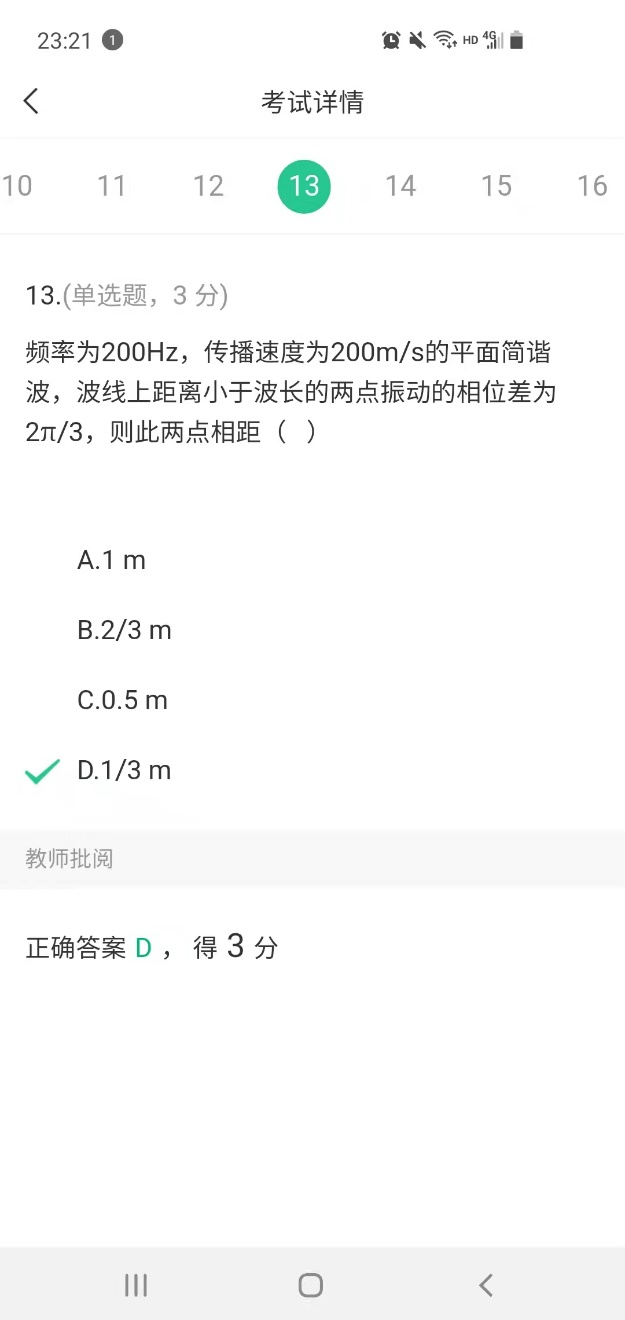 23:21 1 HD 4G
考试详情
10 11 12 13 14 15 16
13.(单选题，3 分)
频率为200Hz，传播速度为200m/s的平面简谐
波，波线上距离小于波长的两点振动的相位差为
2π/3，则此两点相距（ ）
A.1 m
B.2/3 m
C.0.5 m
D.1/3 m
教师批阅
正确答案 D ，得 3 分